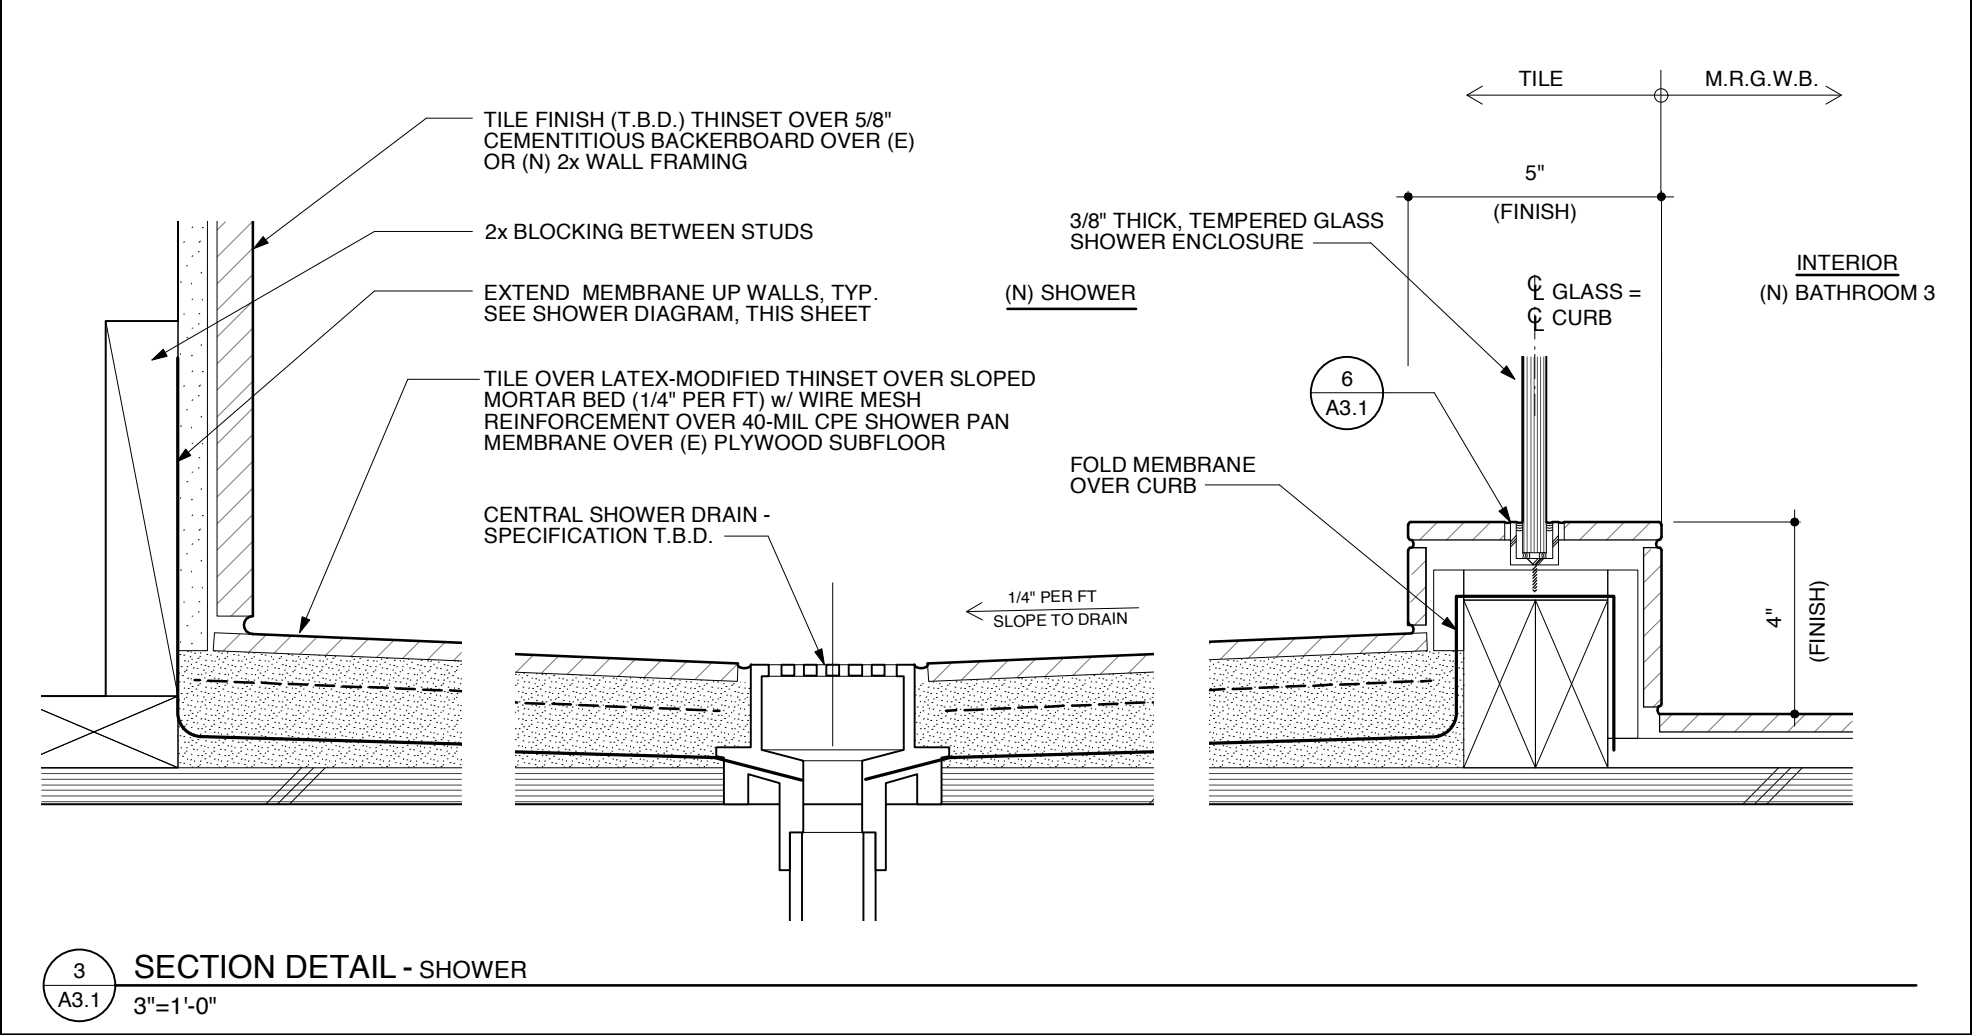 TILE
M.R.G.W.B.
TILE FINISH (T.B.D.) THINSET OVER 5/8"
CEMENTITIOUS BACKERBOARD OVER (E)
OR (N) 2x WALL FRAMING
2x BLOCKING BETWEEN STUDS
EXTEND MEMBRANE UP WALLS, TYP.
SEE SHOWER DIAGRAM, THIS SHEET
(N) SHOWER
TILE OVER LATEX-MODIFIED THINSET OVER SLOPED
MORTAR BED (1/4" PER FT) w/ WIRE MESH
REINFORCEMENT OVER 40-MIL CPE SHOWER PAN
MEMBRANE OVER (E) PLYWOOD SUBFLOOR
CENTRAL SHOWER DRAIN -
SPECIFICATION T.B.D.
1/4" PER FT
SLOPE TO DRAIN
5"
(FINISH)
3/8" THICK, TEMPERED GLASS
SHOWER ENCLOSURE
℄ GLASS =
℄ CURB
INTERIOR
(N) BATHROOM 3
6
A3.1
FOLD MEMBRANE
OVER CURB
4"
(FINISH)
3
A3.1
SECTION DETAIL - SHOWER
3"=1'-0"